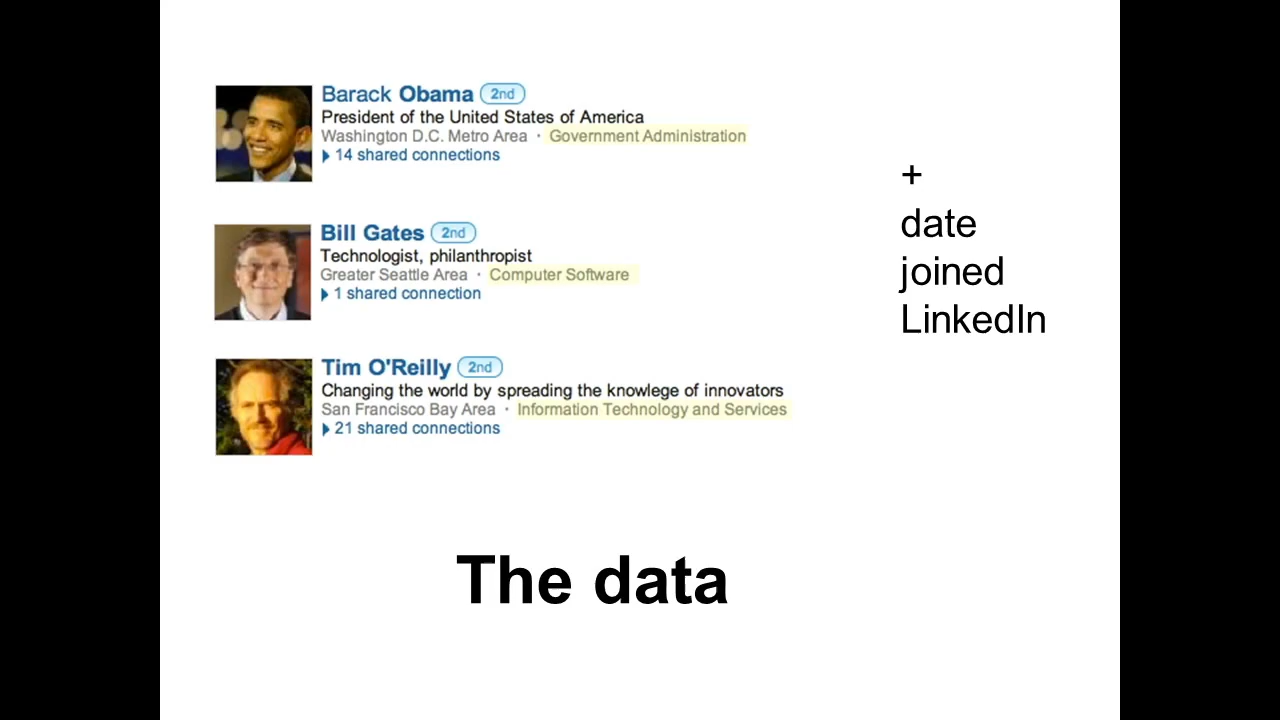 Barack Obama 2nd
President of the United States of America
Washington D.C. Metro Area · Government Administration
14 shared connections
Bill Gates 2nd
Technologist, philanthropist
Greater Seattle Area · Computer Software
1 shared connection
Tim O'Reilly 2nd
Changing the world by spreading the knowlege of innovators
San Francisco Bay Area · Information Technology and Services
21 shared connections
+
date
joined
LinkedIn
The data